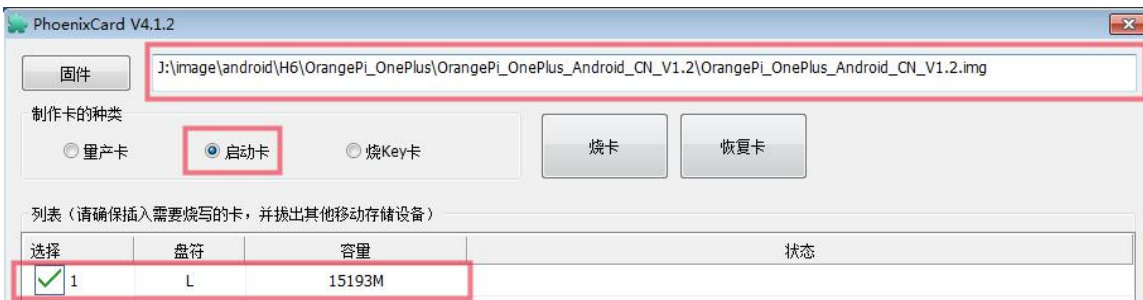 PhoenixCard V4.1.2
固件 J:\image\android\H6\OrangePi_OnePlus\OrangePi_OnePlus_Android_CN_V1.2\OrangePi_OnePlus_Android_CN_V1.2.img
制作卡的种类
量产卡 启动卡 烧Key卡 烧卡 恢复卡
列表（请确保插入需要烧写的卡，并拔出其他移动存储设备）
选择 盘符 容量 状态
1 L 15193M